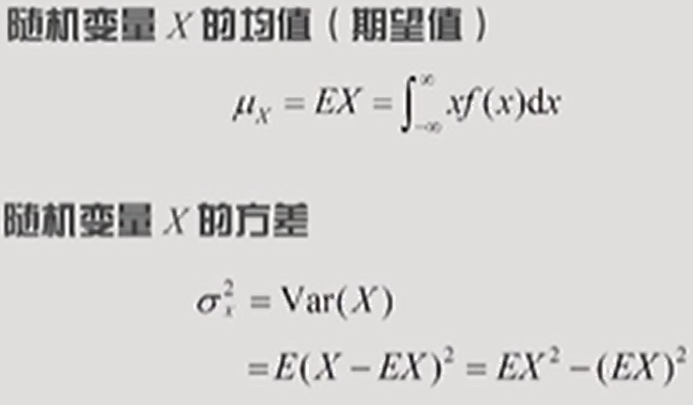 随机变量 X 的均值（期望值）
μ_X = EX = ∫_{-∞}^{∞} xf(x)dx
随机变量 X 的方差
σ_x^2 = Var(X)
=E(X − EX)^2 = EX^2 − (EX)^2